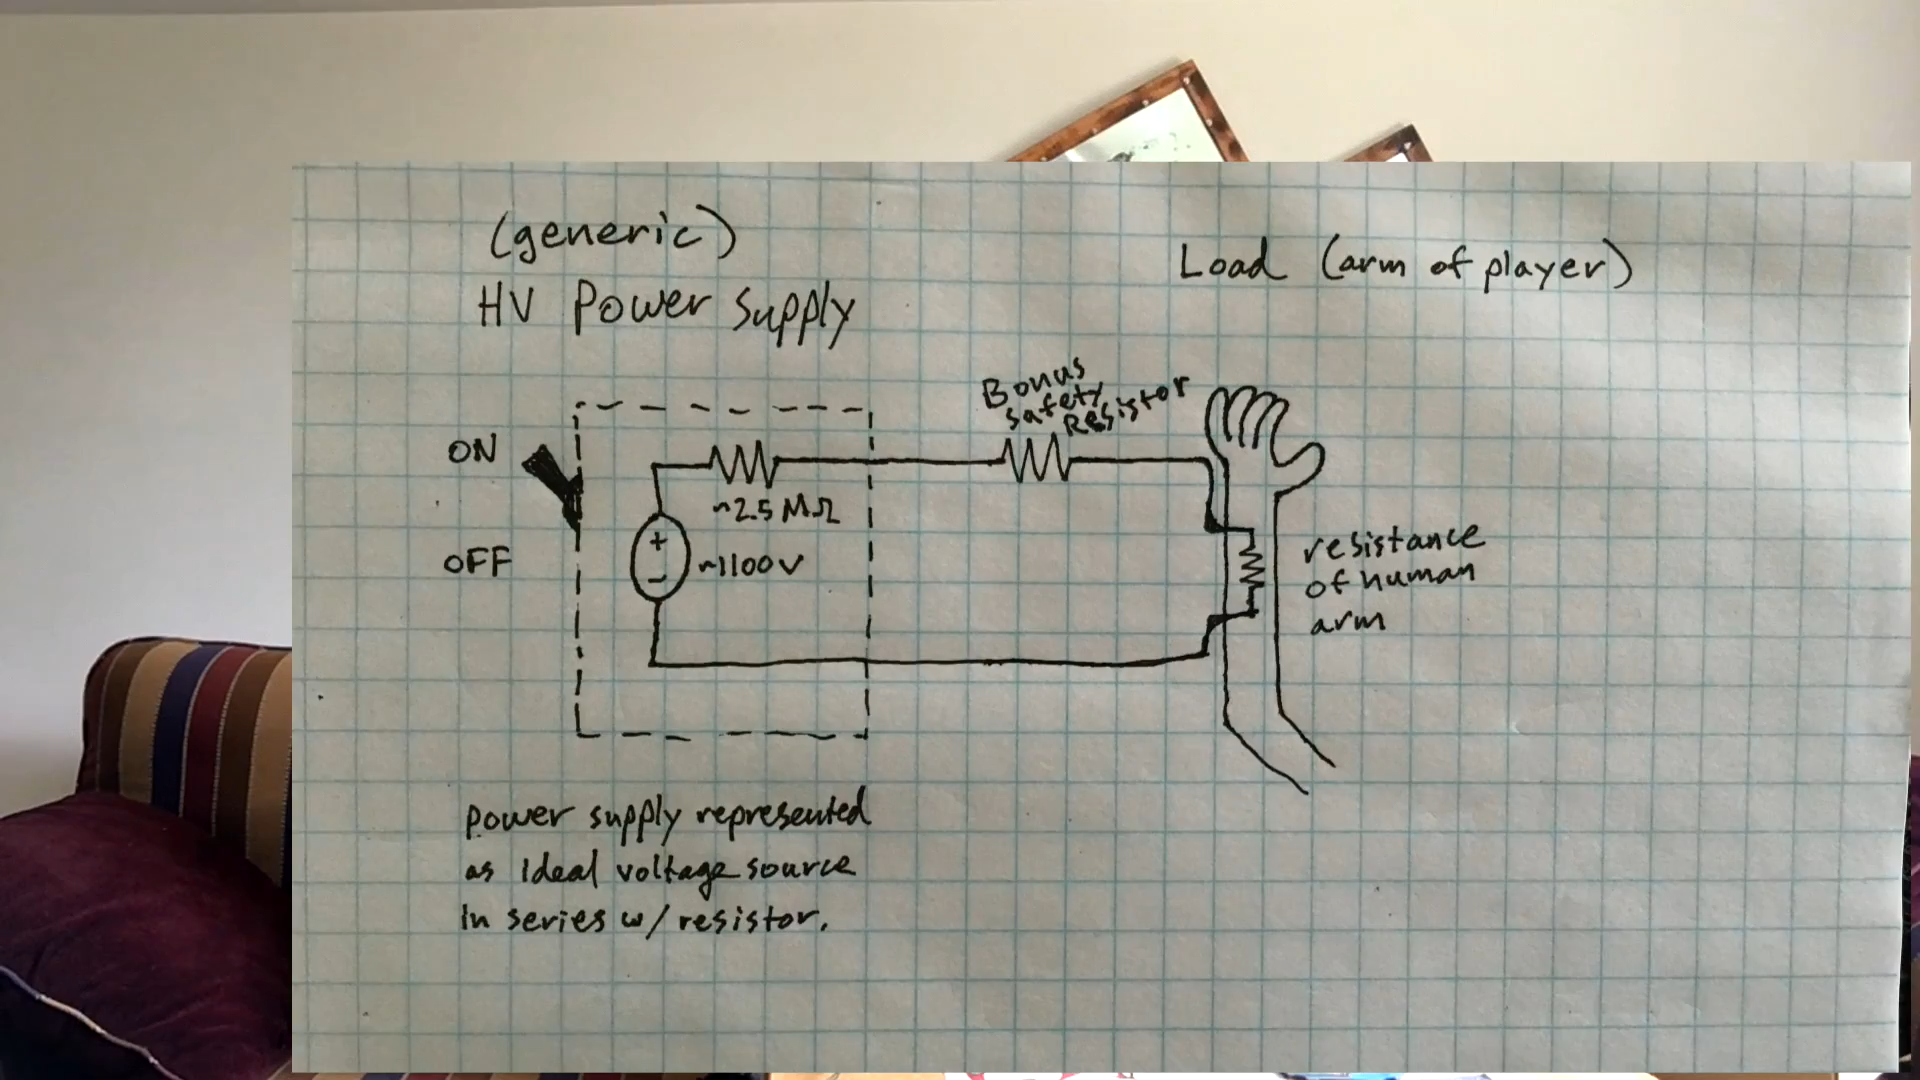 (generic)
HV Power Supply
Load (arm of player)
Bonus
safety
Resistor
ON
OFF
~2.5 MΩ
+
~1100V
-
resistance
of human
arm
power supply represented
as ideal voltage source
in series w/ resistor.